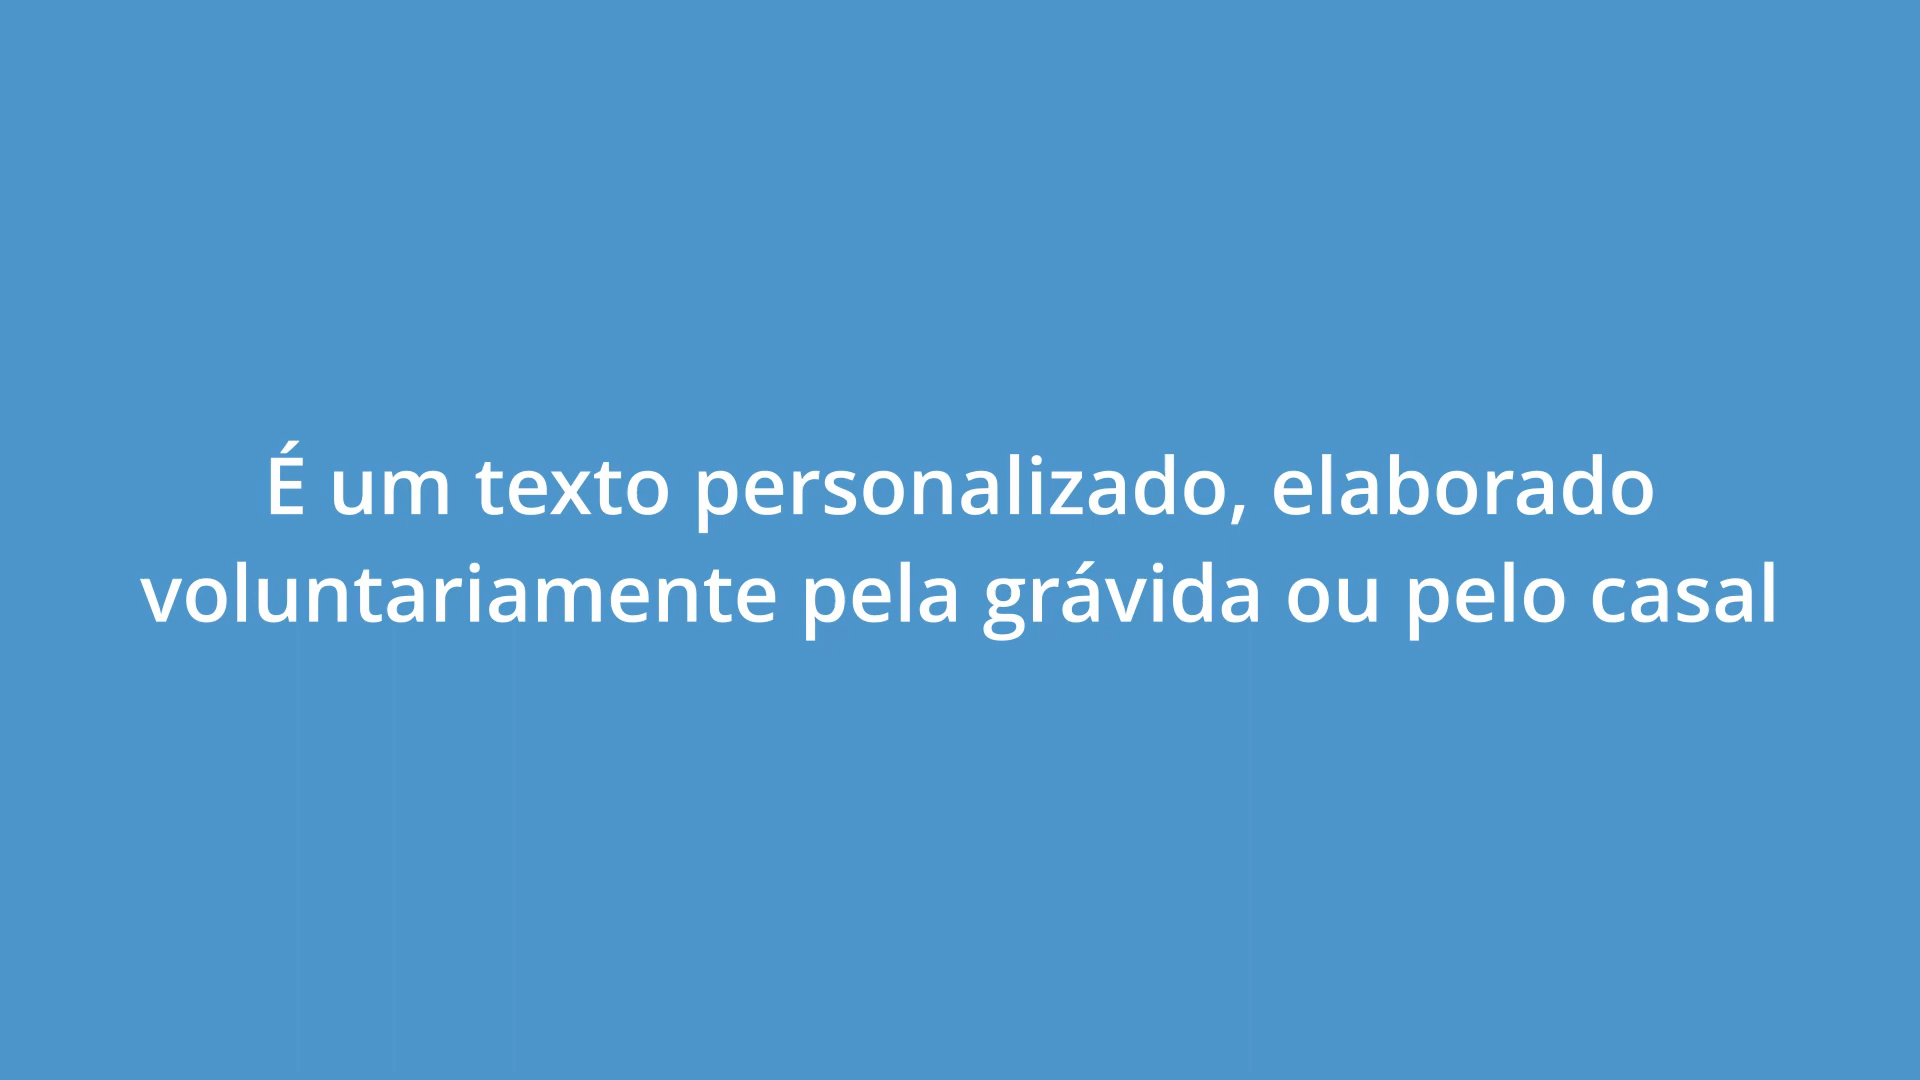 É um texto personalizado, elaborado
voluntariamente pela grávida ou pelo casal